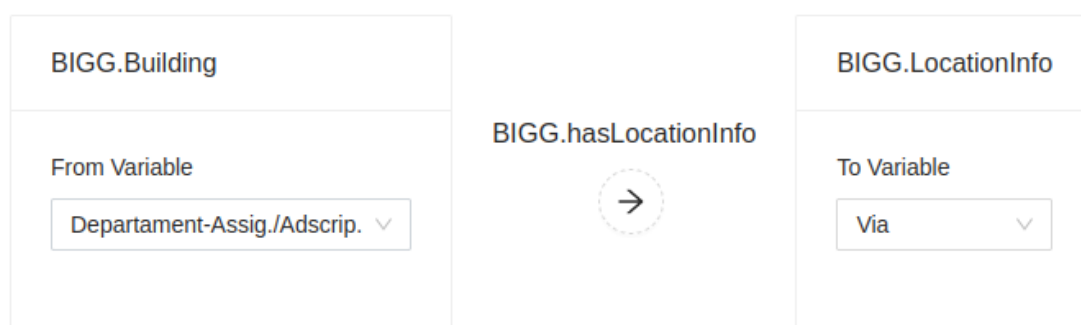 BIGG.Building
From Variable
Departament-Assig./Adscrip.
BIGG.hasLocationInfo
BIGG.LocationInfo
To Variable
Via